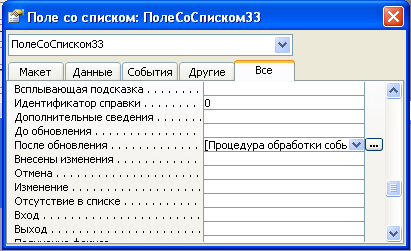 Поле со списком: ПолеСоСписком33
ПолеСоСписком33
Макет Данные События Другие Все
Всплывающая подсказка . . . . . . . .
Идентификатор справки . . . . . . . . 0
Дополнительные сведения . . . . . .
До обновления . . . . . . . . . . . . . . .
После обновления . . . . . . . . . . . . [Процедура обработки собы ...
Внесены изменения . . . . . . . . . . .
Отмена . . . . . . . . . . . . . . . . . . . .
Изменение . . . . . . . . . . . . . . . . . .
Отсутствие в списке . . . . . . . . . . .
Вход . . . . . . . . . . . . . . . . . . . . . .
Выход . . . . . . . . . . . . . . . . . . . . .